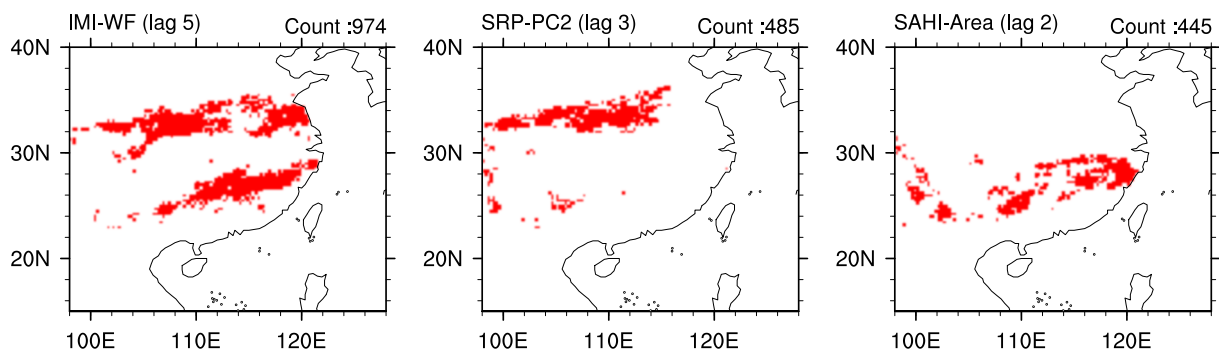 IMI-WF (lag 5) Count :974
SRP-PC2 (lag 3) Count :485
SAHI-Area (lag 2) Count :445
40N 40N 40N
30N 30N 30N
20N 20N 20N
100E 110E 120E 100E 110E 120E 100E 110E 120E